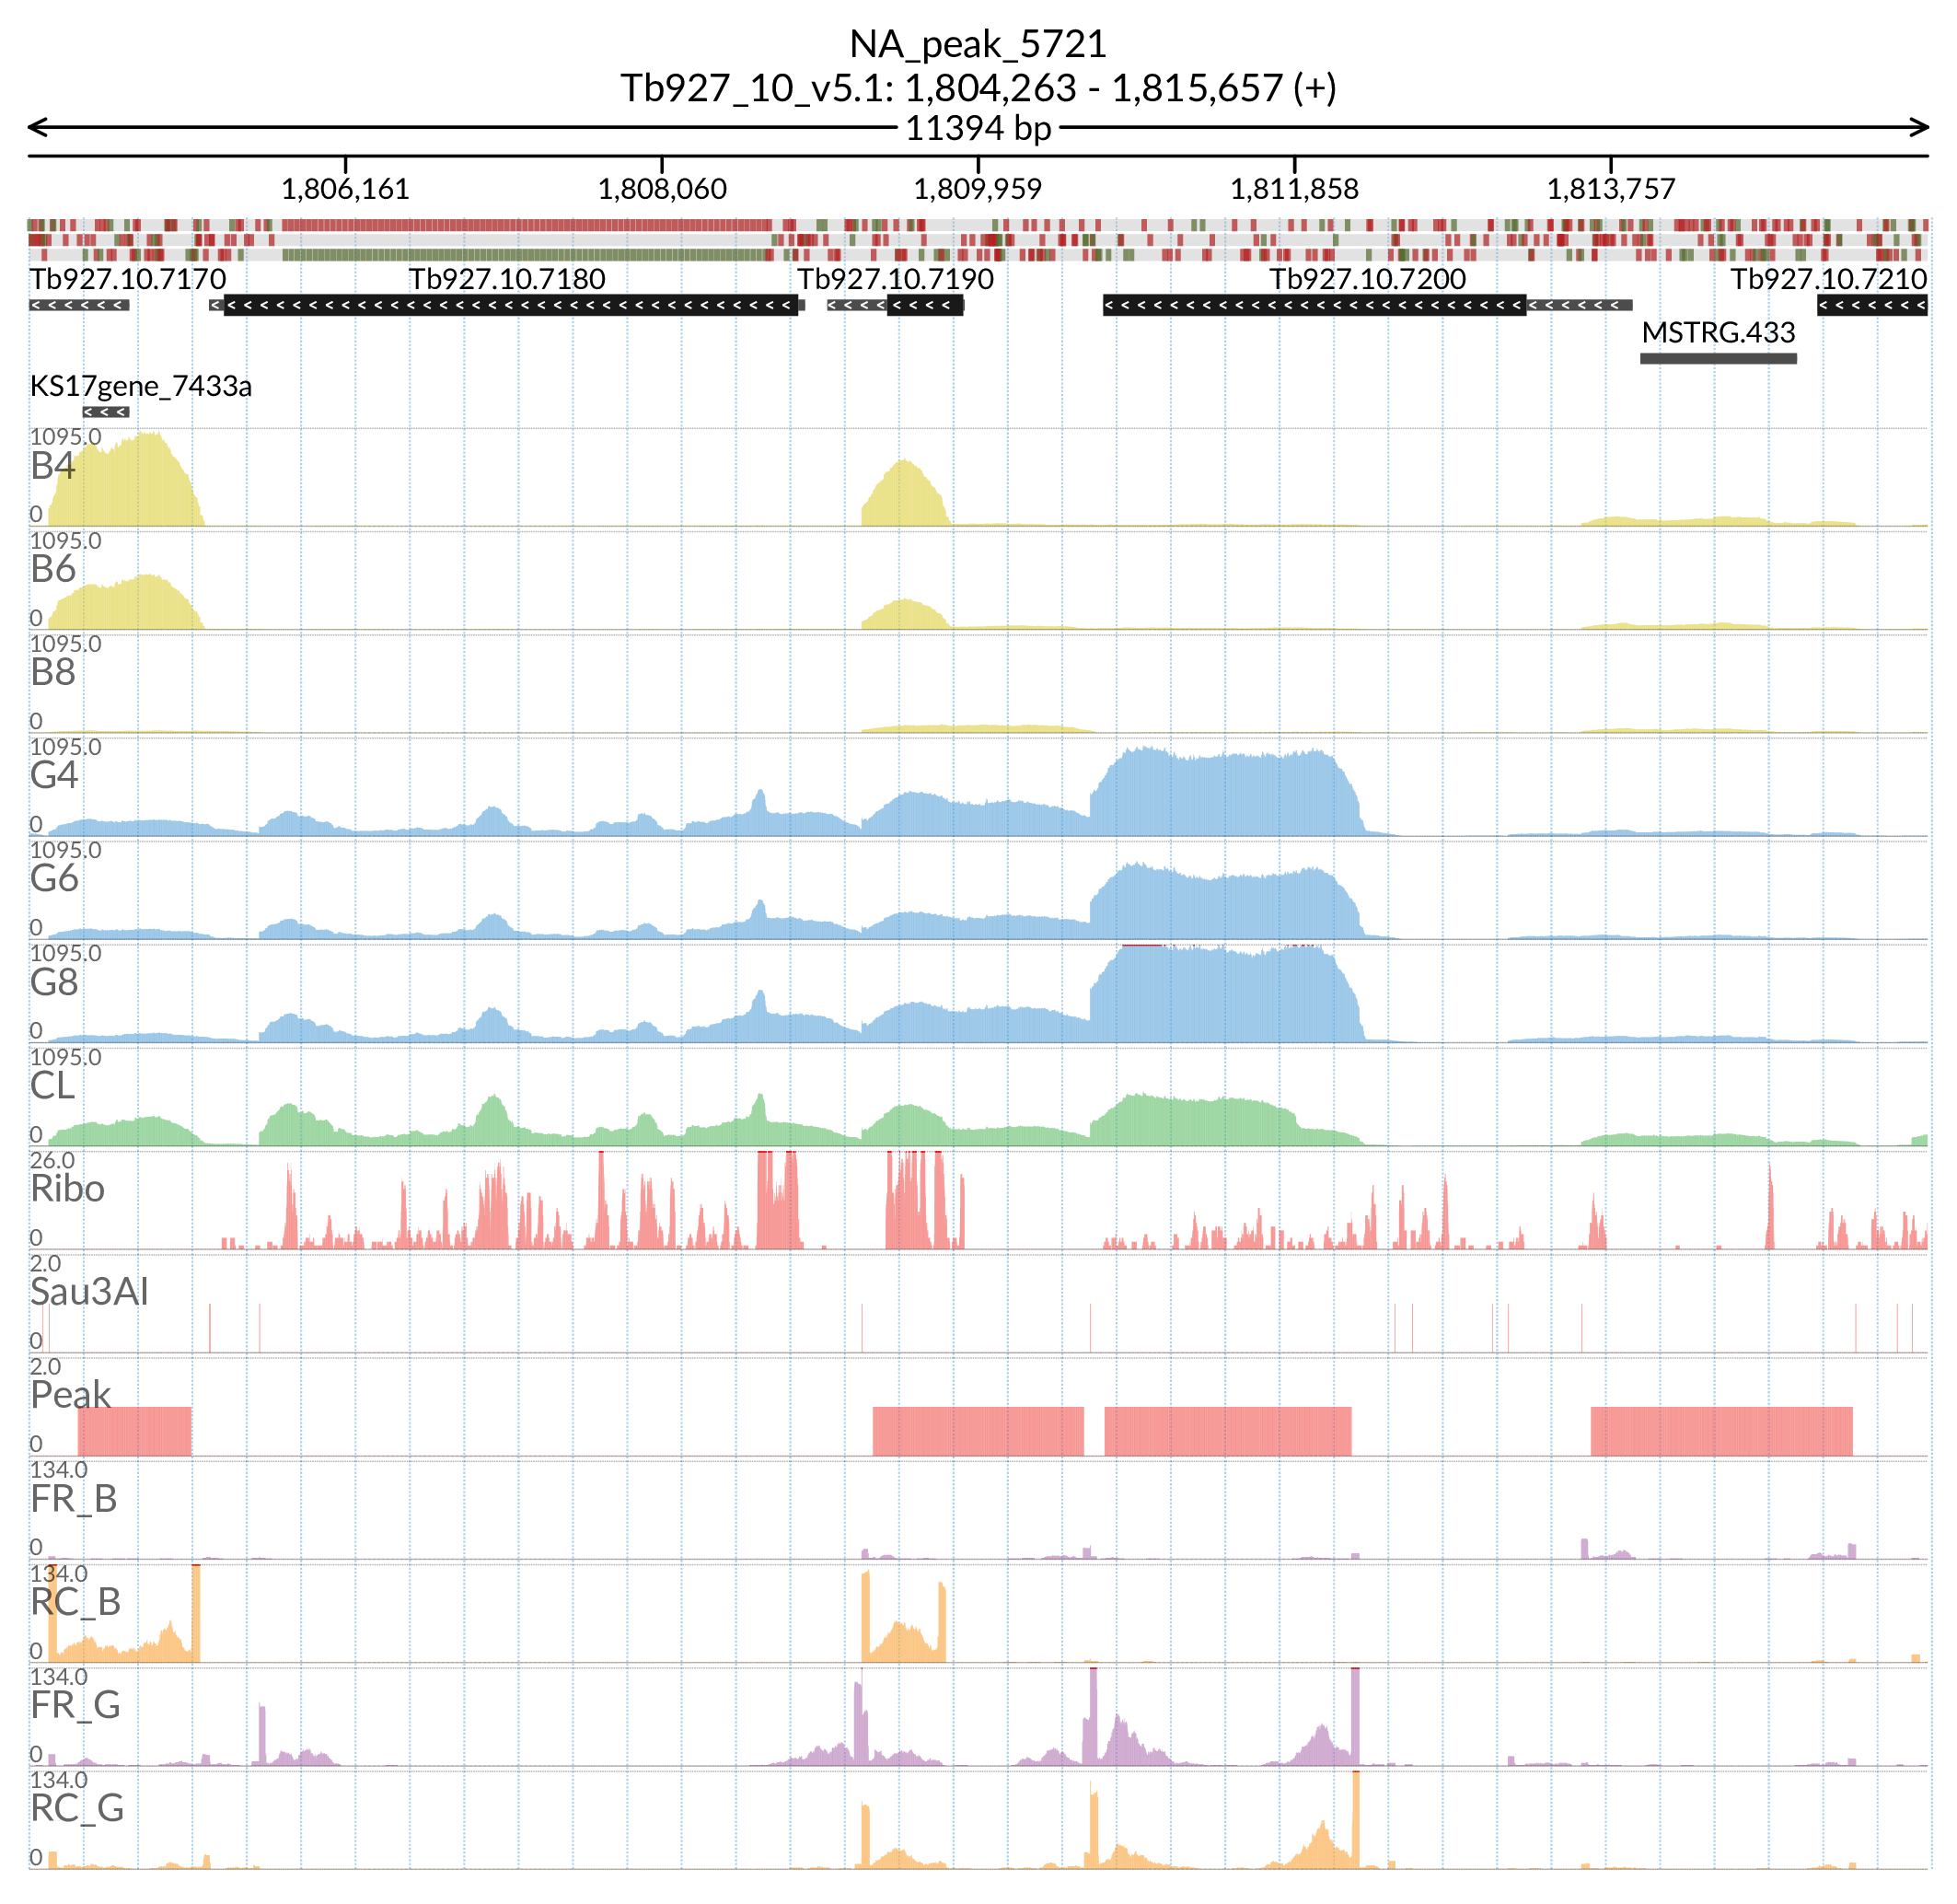 NA_peak_5721
Tb927_10_v5.1: 1,804,263 - 1,815,657 (+)
11394 bp
1,806,161 1,808,060 1,809,959 1,811,858 1,813,757
Tb927.10.7170 Tb927.10.7180 Tb927.10.7190 Tb927.10.7200 Tb927.10.7210
MSTRG.433
KS17gene_7433a
1095.0
B4
0
1095.0
B6
0
1095.0
B8
0
1095.0
G4
0
1095.0
G6
0
1095.0
G8
0
1095.0
CL
0
26.0
Ribo
0
2.0
Sau3AI
0
2.0
Peak
0
134.0
FR_B
0
134.0
RC_B
0
134.0
FR_G
0
134.0
RC_G
0